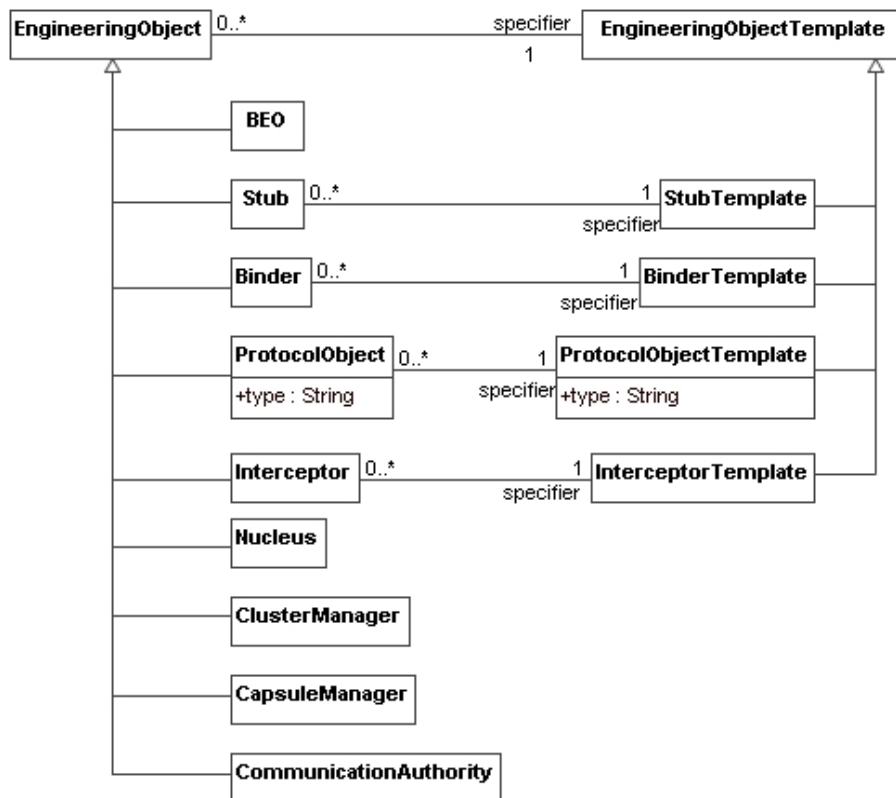 EngineeringObject 0..* specifier EngineeringObjectTemplate
1
BEO
Stub 0..* 1 StubTemplate
specifier
Binder 0..* 1 BinderTemplate
specifier
ProtocolObject 0..* 1 ProtocolObjectTemplate
+type : String specifier +type : String
Interceptor 0..* 1 InterceptorTemplate
specifier
Nucleus
ClusterManager
CapsuleManager
CommunicationAuthority